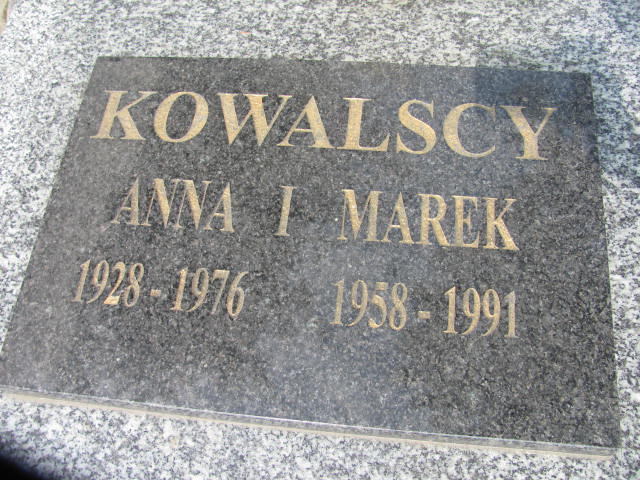 KOWALSCY
ANNA I MAREK
1928 - 1976 1958 - 1991